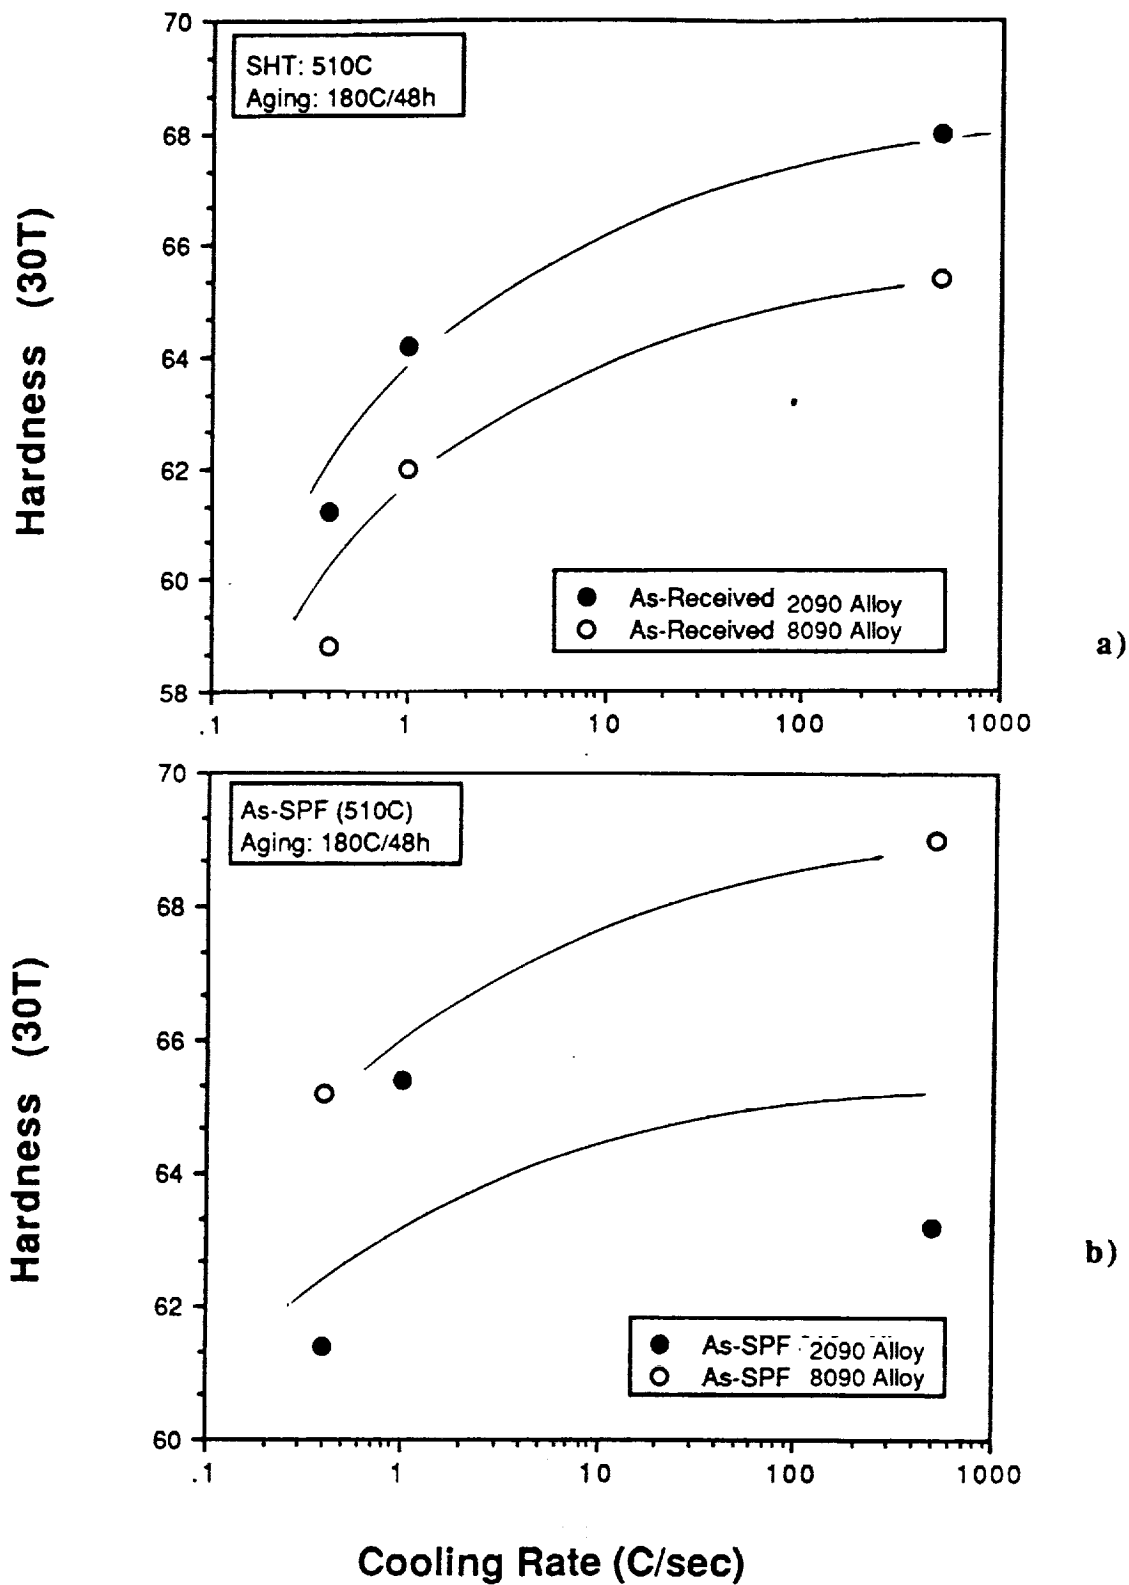 70
SHT: 510C
Aging: 180C/48h
68
66
64
62
60
58
Hardness (30T)
As-Received 2090 Alloy
As-Received 8090 Alloy
a)
.1 1 10 100 1000
70
As-SPF (510C)
Aging: 180C/48h
68
66
64
62
60
Hardness (30T)
As-SPF 2090 Alloy
As-SPF 8090 Alloy
b)
.1 1 10 100 1000
Cooling Rate (C/sec)